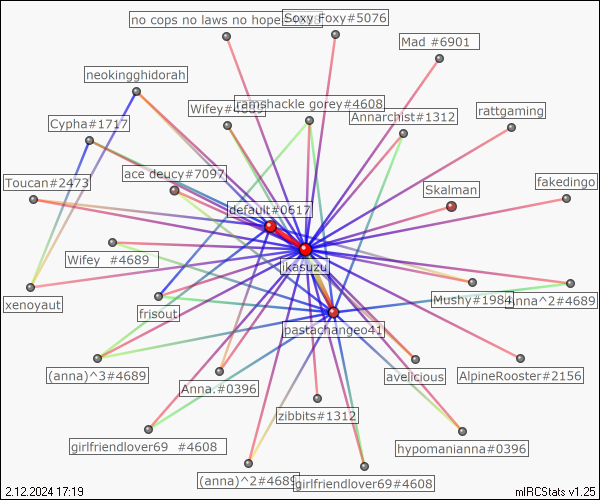 no cops no laws no hope#4689
Soxy Foxy#5076
Mad #6901
neokingghidorah
Wifey#4689
ramshackle gorey#4608
rattgaming
Annarchist#1312
Cypha#1717
ace deucy#7097
Toucan#2473
Skalman
fakedingo
default#0617
Wifey #4689
ikasuzu
xenoyaut
frisout
Mushy#1984
anna^2#4689
pastachangeo41
(anna)^3#4689
Anna.#0396
avelicious
AlpineRooster#2156
zibbits#1312
girlfriendlover69 #4608
hypomanianna#0396
(anna)^2#4689
girlfriendlover69#4608
2.12.2024 17:19
mIRCStats v1.25